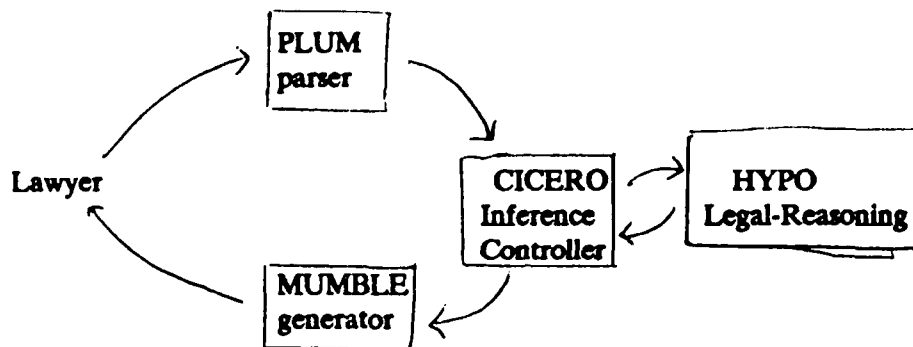 PLUM
parser
Lawyer
CICERO
Inference
Controller
HYPO
Legal-Reasoning
MUMBLE
generator